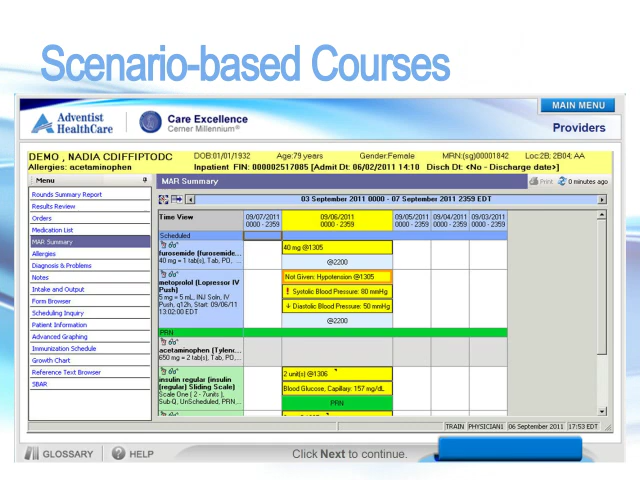 Scenario-based Courses
MAIN MENU
Adventist
HealthCare
Care Excellence
Cerner Millennium®
Providers
DEMO , NADIA CDIFFIPTODC DOB:01/01/1932 Age:79 years Gender:Female MRN:(sg)00001842 Loc:2B; 2B04; AA
Allergies: acetaminophen Inpatient FIN: 000002517085 [Admit Dt: 06/02/2011 14:10 Disch Dt: <No - Discharge date>]
Menu
MAR Summary
Print
0 minutes ago
Rounds Summary Report
Results Review
Orders
Medication List
MAR Summary
Allergies
Diagnosis & Problems
Notes
Intake and Output
Form Browser
Scheduling Inquiry
Patient Information
Advanced Graphing
Immunization Schedule
Growth Chart
Reference Text Browser
SBAR
03 September 2011 0000 - 07 September 2011 2359 EDT
Time View 09/07/2011 09/06/2011 09/05/2011 09/04/2011 09/03/2011
0000 - 2359 0000 - 2359 0000 - 2359 0000 - 2359 0000 - 2359
Scheduled
furosemide (furosemide...
40 mg = 1 tab(s), Tab, PO, ...
40 mg @1305
@2200
metoprolol (Lopressor IV
Push)
5 mg = 5 mL, INJ Soln, IV
Push, q12h, Start: 09/06/11
13:02:00 EDT
Not Given: Hypotension @1305
! Systolic Blood Pressure: 80 mmHg
↓ Diastolic Blood Pressure: 50 mmHg
@2200
PRN
acetaminophen (Tylenol...
650 mg = 2 tab(s), Tab, PO...
insulin regular (insulin
(regular) Sliding Scale)
Scale One ( 2 - 7units ),
Sub-Q, UnScheduled, PRN...
2 unit(s) @1306
Blood Glucose, Capillary: 157 mg/dL
PRN
TRAIN PHYSICIAN1 06 September 2011 17:53 EDT
GLOSSARY
HELP
Click Next to continue.